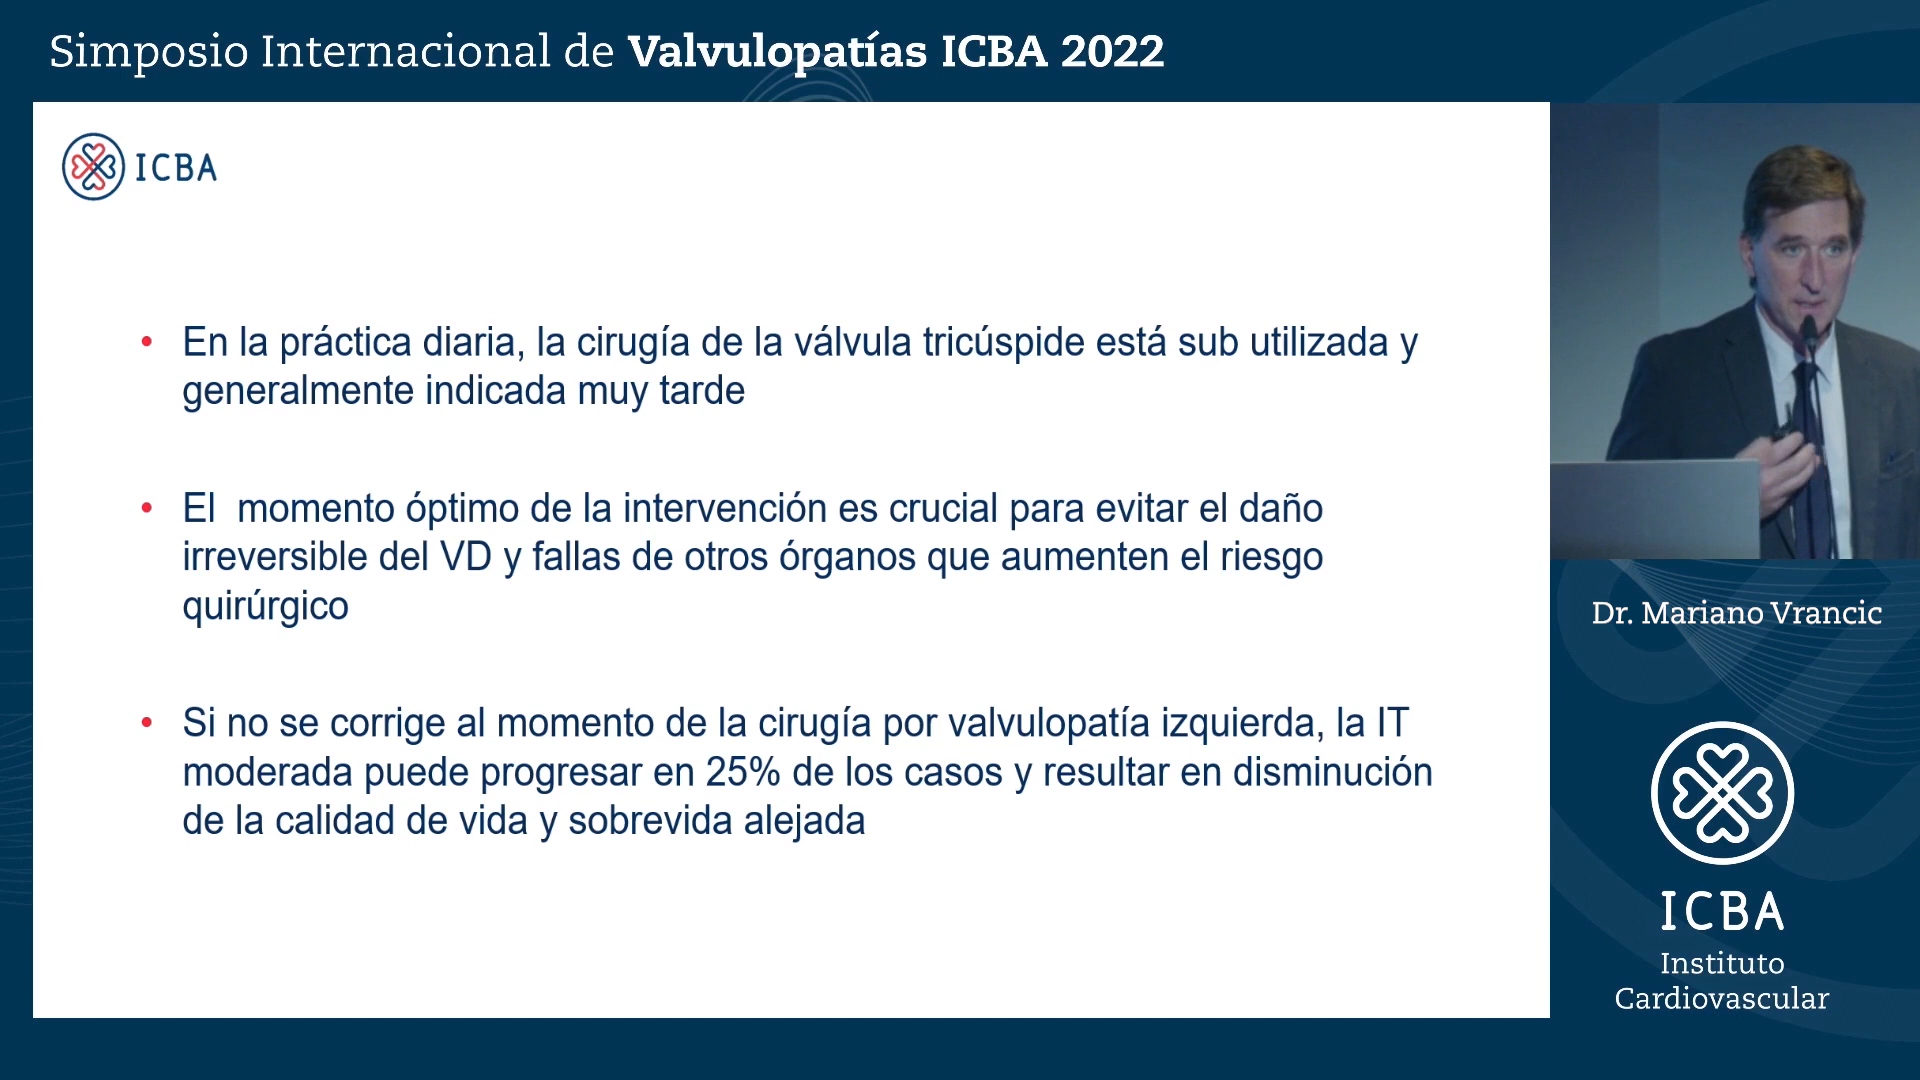 Simposio Internacional de Valvulopatías ICBA 2022
ICBA
• En la práctica diaria, la cirugía de la válvula tricúspide está sub utilizada y
generalmente indicada muy tarde
• El  momento óptimo de la intervención es crucial para evitar el daño
irreversible del VD y fallas de otros órganos que aumenten el riesgo
quirúrgico
• Si no se corrige al momento de la cirugía por valvulopatía izquierda, la IT
moderada puede progresar en 25% de los casos y resultar en disminución
de la calidad de vida y sobrevida alejada
Dr. Mariano Vrancic
ICBA
Instituto
Cardiovascular